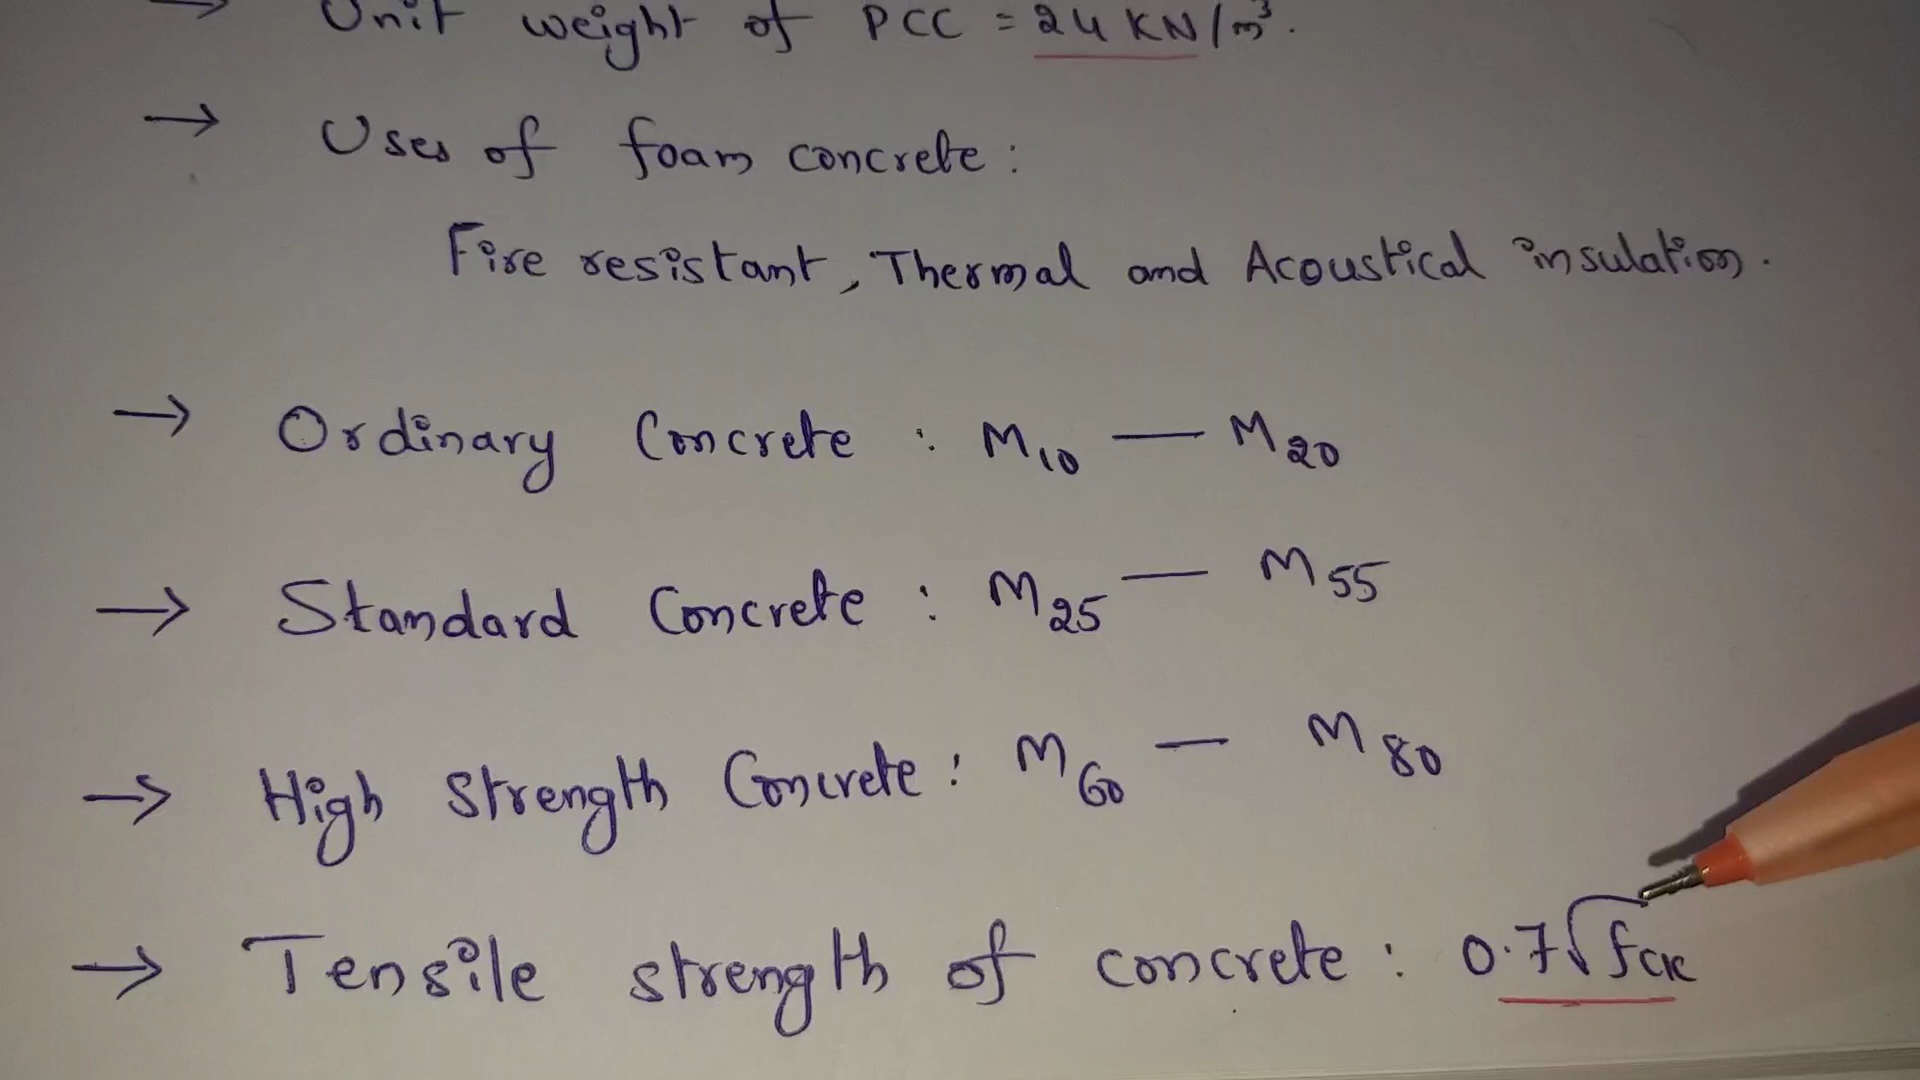 → Unit weight of PCC = 24 KN/m³.
→ Uses of foam concrete :
Fire resistant, Thermal and Acoustical insulation.
→ Ordinary Concrete : M10 — M20
→ Standard Concrete : M25 — M55
→ High Strength Concrete : M60 — M80
→ Tensile strength of concrete : 0.7√fck